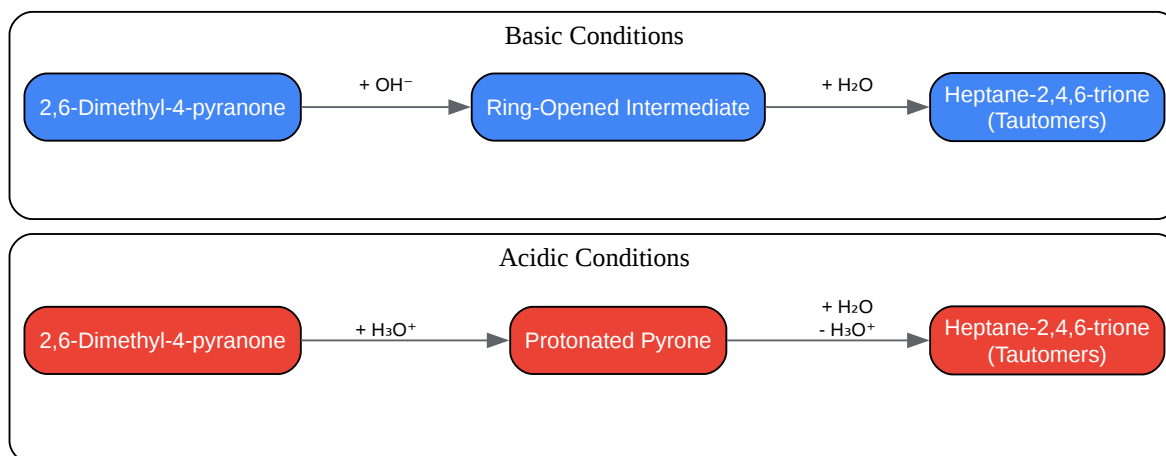 Basic Conditions
2,6-Dimethyl-4-pyranone
+ OH⁻
Ring-Opened Intermediate
+ H₂O
Heptane-2,4,6-trione
(Tautomers)
Acidic Conditions
2,6-Dimethyl-4-pyranone
+ H₃O⁺
Protonated Pyrone
+ H₂O
- H₃O⁺
Heptane-2,4,6-trione
(Tautomers)